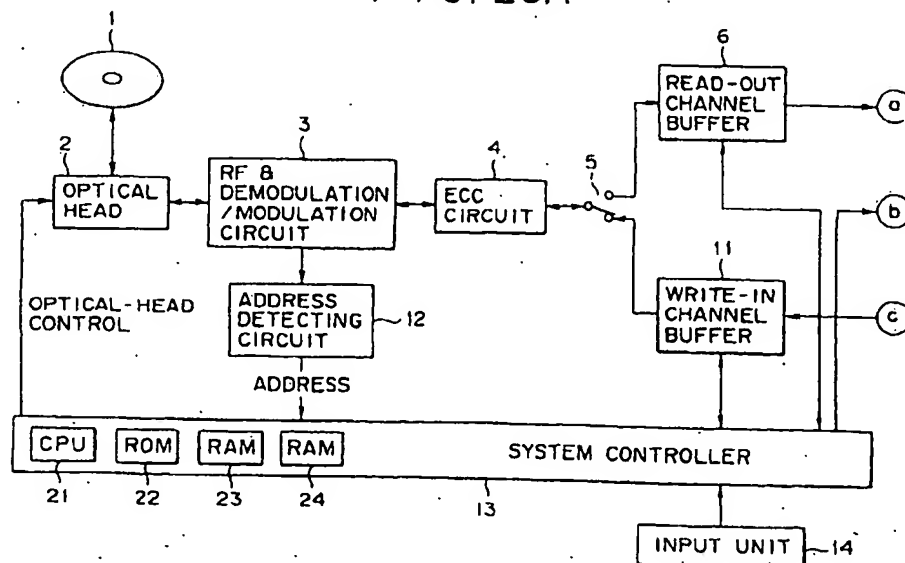 1
6
READ-OUT
CHANNEL
BUFFER
a
2
OPTICAL
HEAD
3
RF &
DEMODULATION
/MODULATION
CIRCUIT
4
ECC
CIRCUIT
5
b
11
WRITE-IN
CHANNEL
BUFFER
c
OPTICAL-HEAD
CONTROL
ADDRESS
DETECTING
CIRCUIT
12
ADDRESS
CPU
ROM
RAM
RAM
SYSTEM CONTROLLER
21
22
23
24
13
INPUT UNIT
14